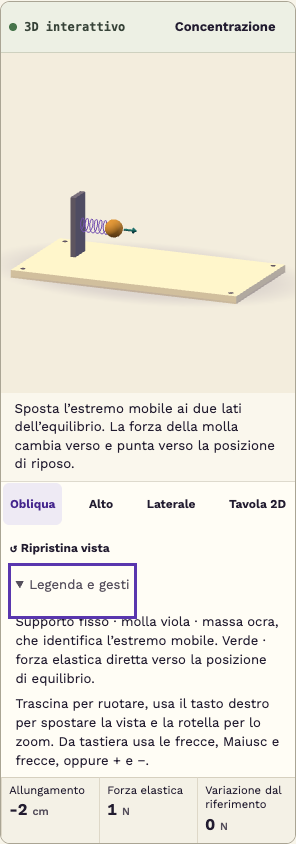 3D interattivo
Concentrazione
Sposta l’estremo mobile ai due lati
dell’equilibrio. La forza della molla
cambia verso e punta verso la posizione
di riposo.
Obliqua
Alto
Laterale
Tavola 2D
↺ Ripristina vista
▼ Legenda e gesti
Supporto fisso · molla viola · massa ocra,
che identifica l’estremo mobile. Verde ·
forza elastica diretta verso la posizione
di equilibrio.
Trascina per ruotare, usa il tasto destro
per spostare la vista e la rotella per lo
zoom. Da tastiera usa le frecce, Maiusc e
frecce, oppure + e −.
Allungamento
-2 cm
Forza elastica
1 N
Variazione dal
riferimento
0 N